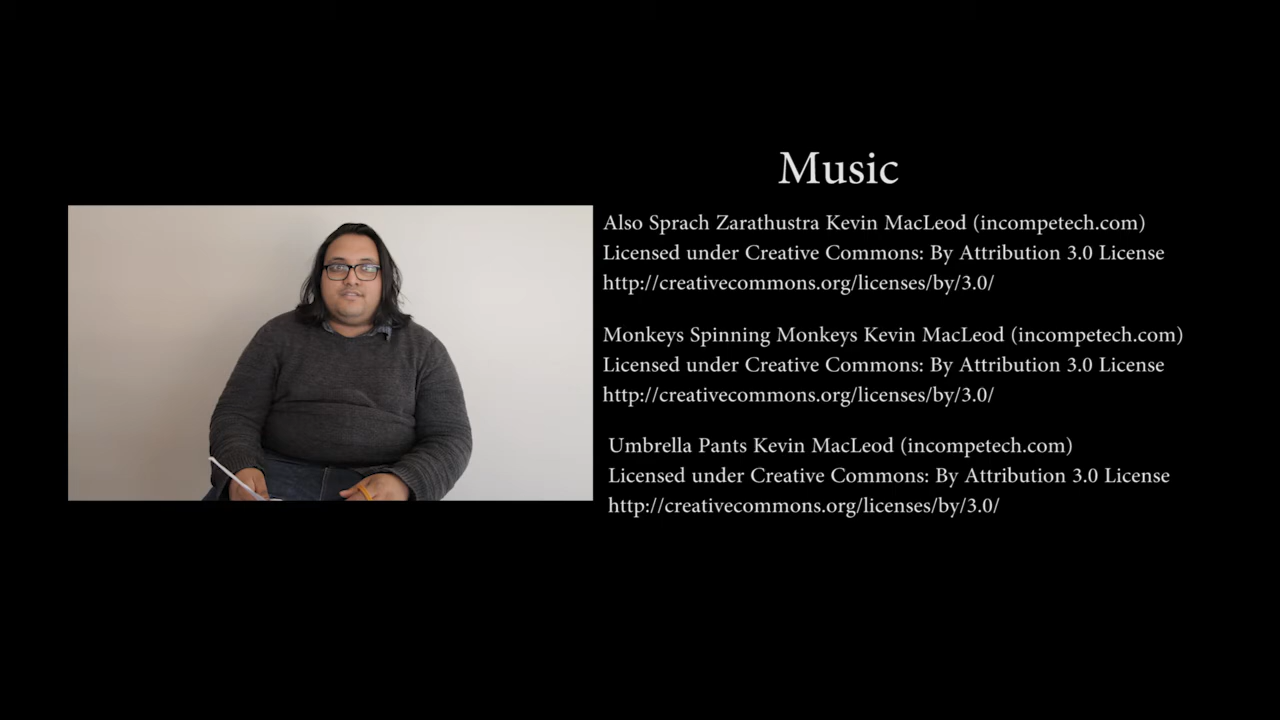 Music
Also Sprach Zarathustra Kevin MacLeod (incompetech.com)
Licensed under Creative Commons: By Attribution 3.0 License
http://creativecommons.org/licenses/by/3.0/
Monkeys Spinning Monkeys Kevin MacLeod (incompetech.com)
Licensed under Creative Commons: By Attribution 3.0 License
http://creativecommons.org/licenses/by/3.0/
Umbrella Pants Kevin MacLeod (incompetech.com)
Licensed under Creative Commons: By Attribution 3.0 License
http://creativecommons.org/licenses/by/3.0/